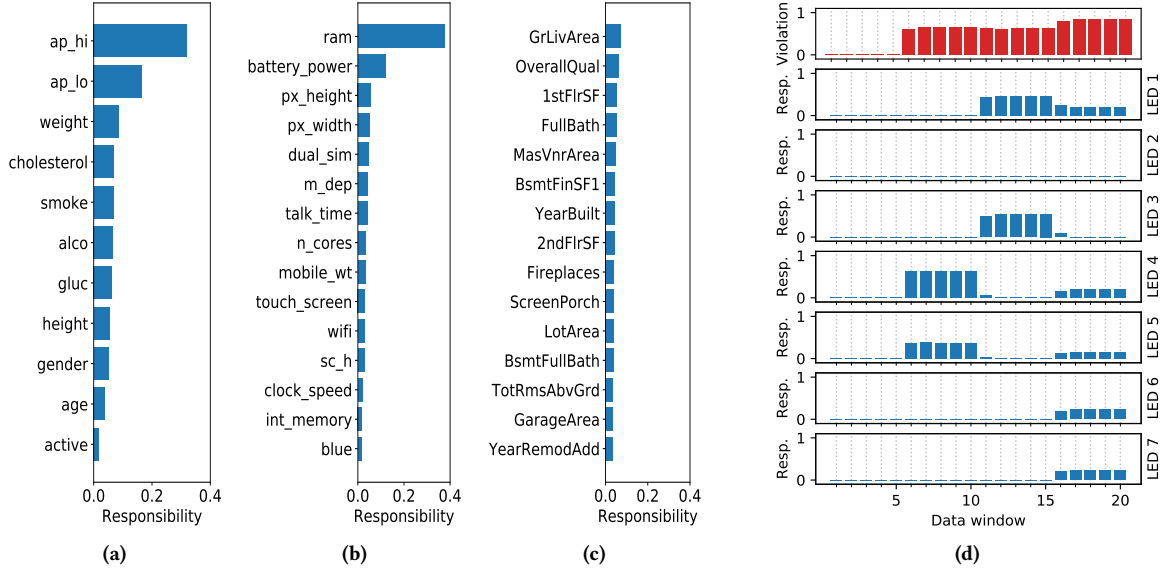 ap_hi
ap_lo
weight
cholesterol
smoke
alco
gluc
height
gender
age
active
0.0 0.2 0.4
Responsibility
(a)
ram
battery_power
px_height
px_width
dual_sim
m_dep
talk_time
n_cores
mobile_wt
touch_screen
wifi
sc_h
clock_speed
int_memory
blue
0.0 0.2 0.4
Responsibility
(b)
GrLivArea
OverallQual
1stFlrSF
FullBath
MasVnrArea
BsmtFinSF1
YearBuilt
2ndFlrSF
Fireplaces
ScreenPorch
LotArea
BsmtFullBath
TotRmsAbvGrd
GarageArea
YearRemodAdd
0.0 0.2 0.4
Responsibility
(c)
Violation
1
0
Resp.
1
0
LED 1
Resp.
1
0
LED 2
Resp.
1
0
LED 3
Resp.
1
0
LED 4
Resp.
1
0
LED 5
Resp.
1
0
LED 6
Resp.
1
0
LED 7
5 10 15 20
Data window
(d)